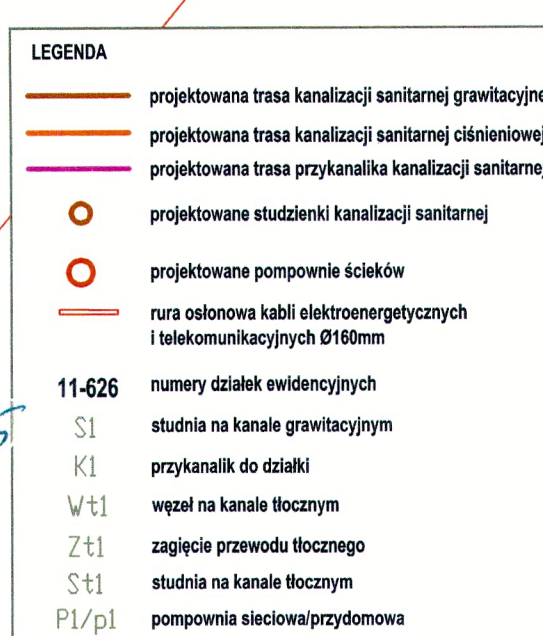 LEGENDA
projektowana trasa kanalizacji sanitarnej grawitacyjne
projektowana trasa kanalizacji sanitarnej ciśnieniowej
projektowana trasa przykanalika kanalizacji sanitarnej
projektowane studzienki kanalizacji sanitarnej
projektowane pompownie ścieków
rura osłonowa kabli elektroenergetycznych
i telekomunikacyjnych Ø160mm
11-626 numery działek ewidencyjnych
S1 studnia na kanale grawitacyjnym
K1 przykanalik do działki
Wt1 węzeł na kanale tłocznym
Zt1 zagięcie przewodu tłocznego
St1 studnia na kanale tłocznym
P1/p1 pompownia sieciowa/przydomowa